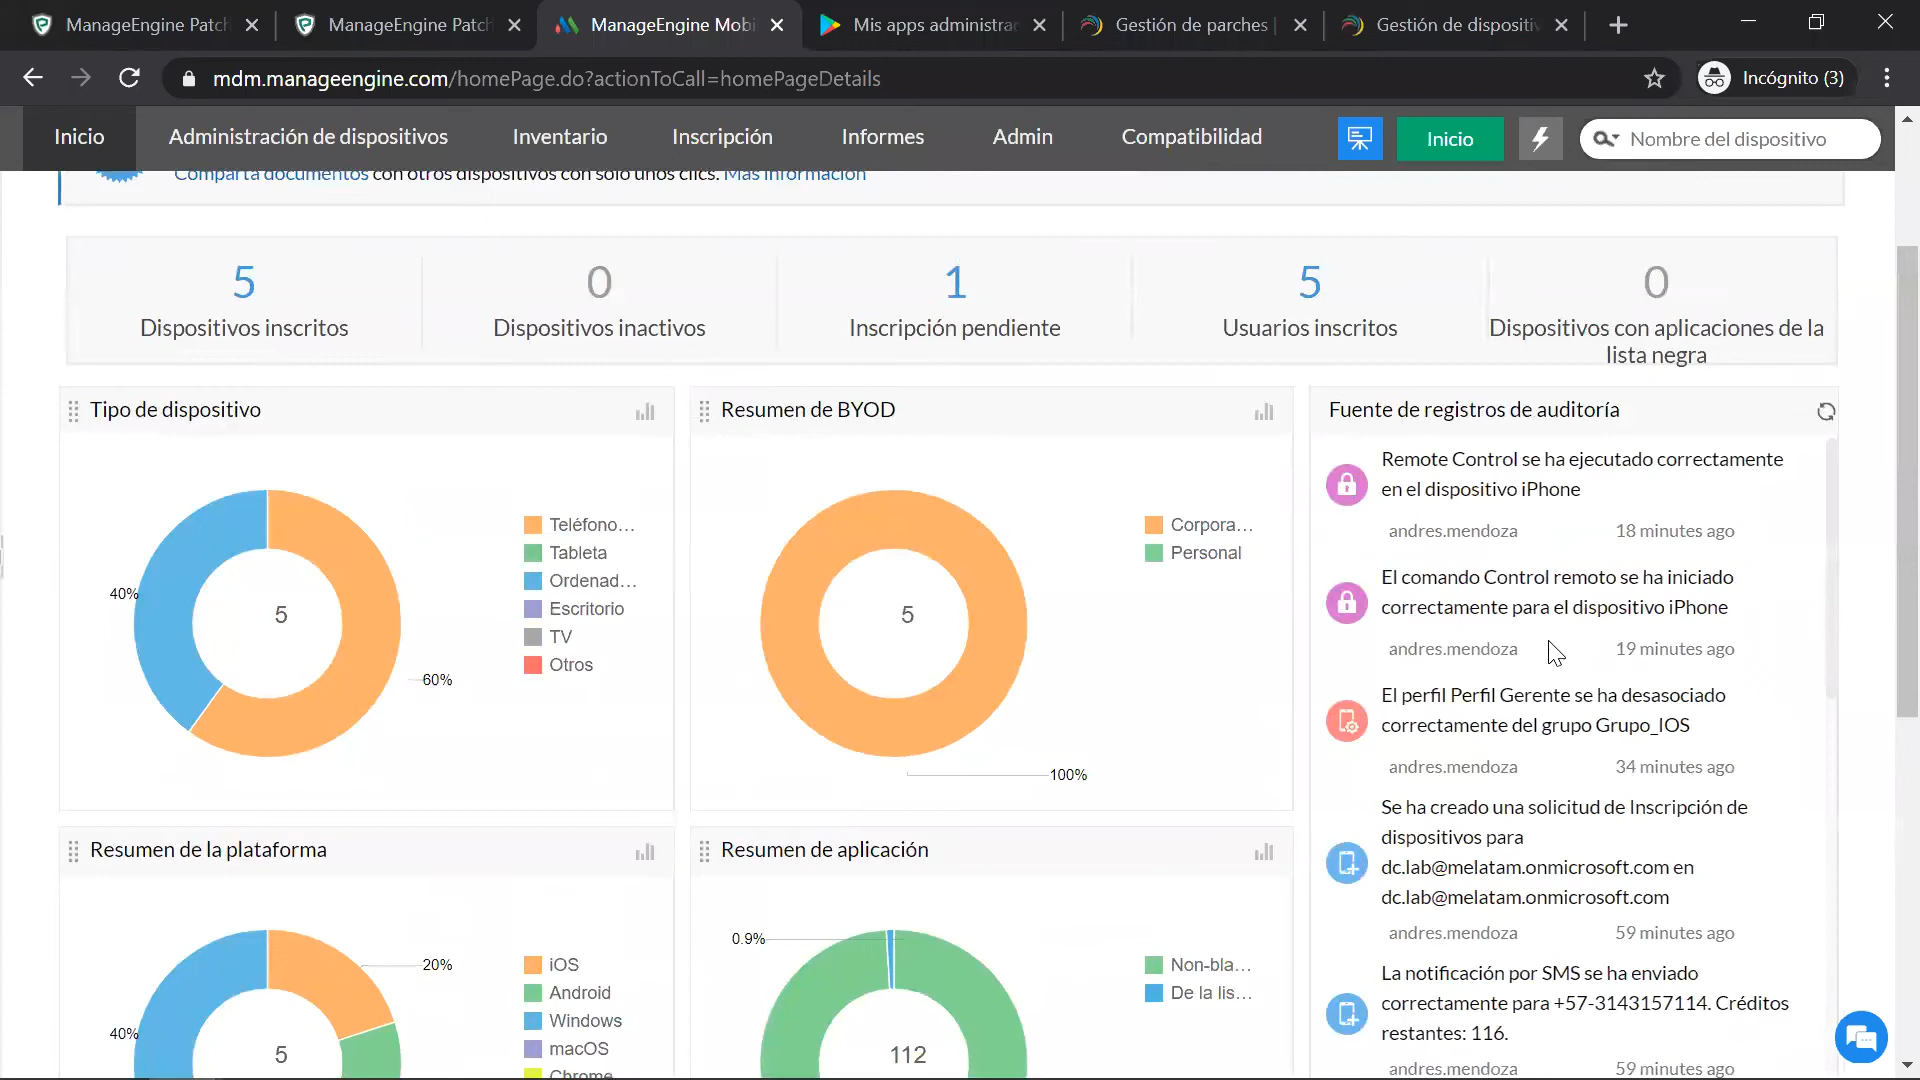 ManageEngine Patch
ManageEngine Patch
ManageEngine Mobi
Mis apps administra
Gestión de parches |
Gestión de dispositiv
mdm.manageengine.com/homePage.do?actionToCall=homePageDetails
Incógnito (3)
Inicio
Administración de dispositivos
Inventario
Inscripción
Informes
Admin
Compatibilidad
Inicio
Nombre del dispositivo
Comparta documentos con otros dispositivos con solo unos clics. Más información
5
Dispositivos inscritos
0
Dispositivos inactivos
1
Inscripción pendiente
5
Usuarios inscritos
0
Dispositivos con aplicaciones de la
lista negra
Tipo de dispositivo
40%
5
60%
Teléfono...
Tableta
Ordenad...
Escritorio
TV
Otros
Resumen de BYOD
5
100%
Corpora...
Personal
Resumen de la plataforma
20%
40%
5
iOS
Android
Windows
macOS
Chrome
Resumen de aplicación
0.9%
112
Non-bla...
De la lis...
Fuente de registros de auditoría
Remote Control se ha ejecutado correctamente
en el dispositivo iPhone
andres.mendoza 18 minutes ago
El comando Control remoto se ha iniciado
correctamente para el dispositivo iPhone
andres.mendoza 19 minutes ago
El perfil Perfil Gerente se ha desasociado
correctamente del grupo Grupo_IOS
andres.mendoza 34 minutes ago
Se ha creado una solicitud de Inscripción de
dispositivos para
dc.lab@melatam.onmicrosoft.com en
dc.lab@melatam.onmicrosoft.com
andres.mendoza 59 minutes ago
La notificación por SMS se ha enviado
correctamente para +57-3143157114. Créditos
restantes: 116.
andres.mendoza 59 minutes ago